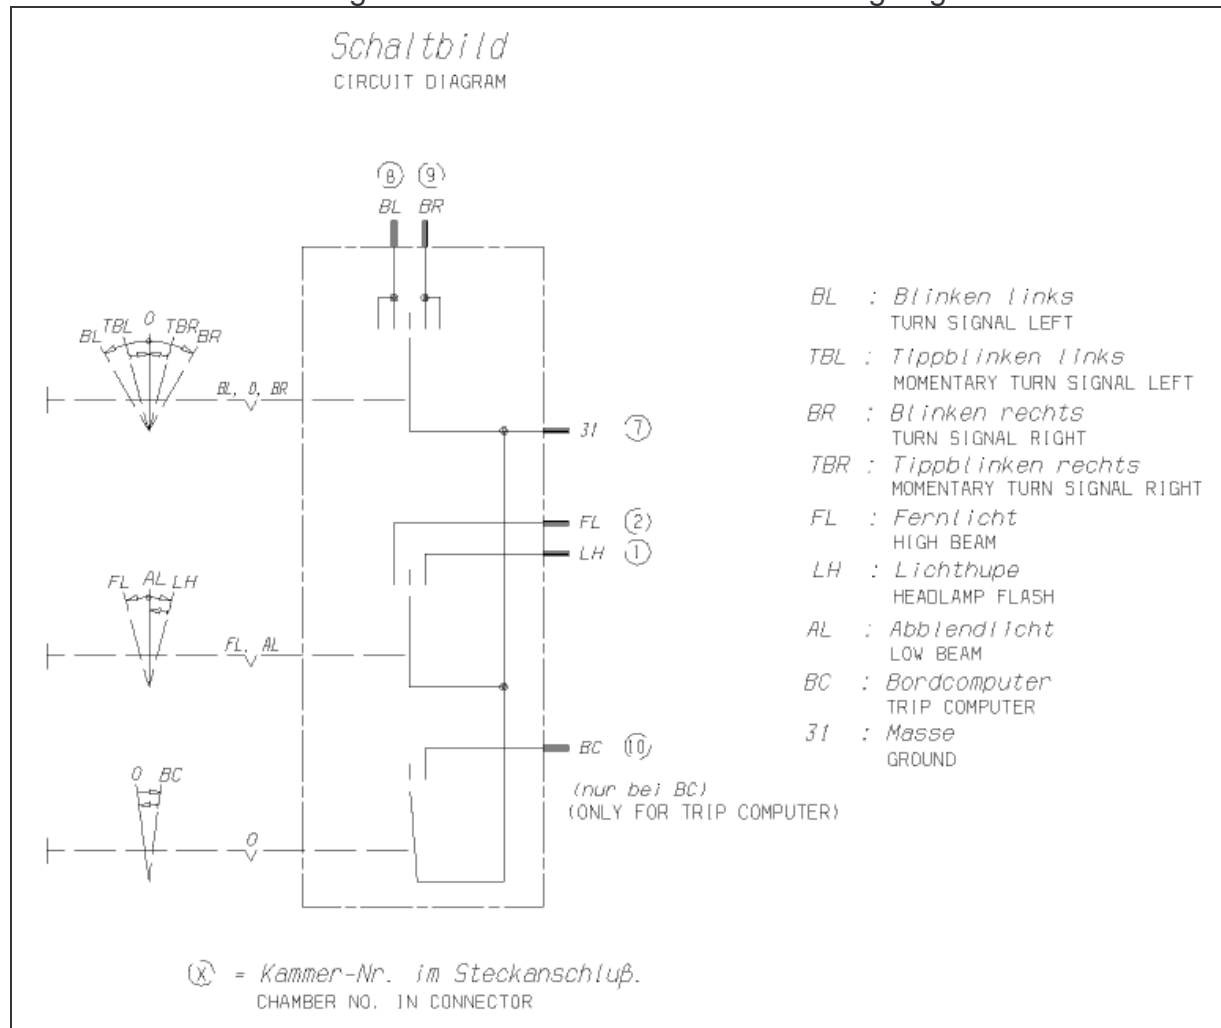 Schaltbild
CIRCUIT DIAGRAM
8 9
BL BR
BL TBL 0 TBR BR
BL, 0, BR
31 7
FL 2
LH 1
FL AL LH
FL, AL
BC 10
(nur bei BC)
(ONLY FOR TRIP COMPUTER)
0 BC
0
BL : Blinken links
TURN SIGNAL LEFT
TBL : Tippblinken links
MOMENTARY TURN SIGNAL LEFT
BR : Blinken rechts
TURN SIGNAL RIGHT
TBR : Tippblinken rechts
MOMENTARY TURN SIGNAL RIGHT
FL : Fernlicht
HIGH BEAM
LH : Lichthupe
HEADLAMP FLASH
AL : Abblendlicht
LOW BEAM
BC : Bordcomputer
TRIP COMPUTER
31 : Masse
GROUND
X = Kammer-Nr. im Steckanschluß.
CHAMBER NO. IN CONNECTOR